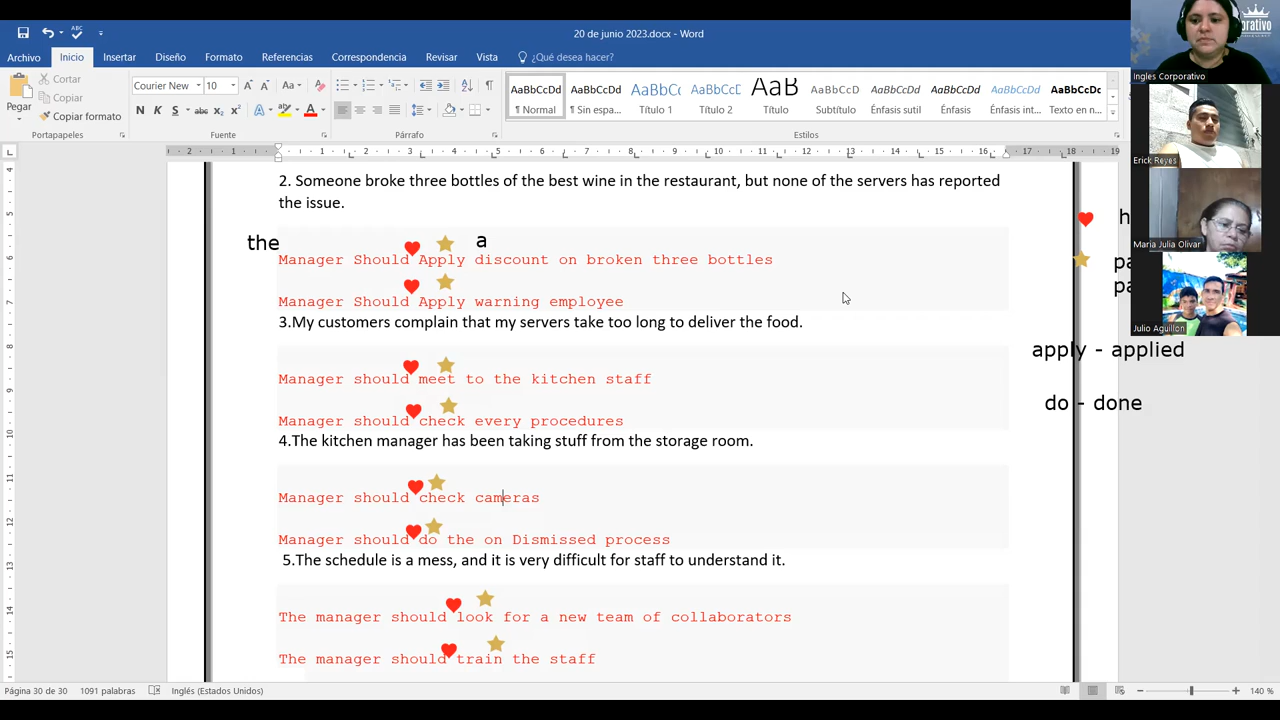 20 de junio 2023.docx - Word
Archivo Inicio Insertar Diseño Formato Referencias Correspondencia Revisar Vista ¿Qué desea hacer?
Cortar
Copiar
Pegar
Copiar formato
Courier New 10
AaBbCcDd AaBbCcDd AaBbCc AaBbCcC AaB AaBbCcD AaBbCcDd AaBbCcDd AaBbCcDd AaBbCcDc
¶ Normal ¶ Sin espa... Título 1 Título 2 Título Subtítulo Énfasis sutil Énfasis Énfasis int... Texto en n...
Portapapeles Fuente Párrafo Estilos
orativo
Ingles Corporativo
Erick Reyes
Maria Julia Olivar
Julio Aguillon
2. Someone broke three bottles of the best wine in the restaurant, but none of the servers has reported
the issue.
the a
Manager Should Apply discount on broken three bottles
Manager Should Apply warning employee
3.My customers complain that my servers take too long to deliver the food.
Manager should meet to the kitchen staff
Manager should check every procedures
4.The kitchen manager has been taking stuff from the storage room.
Manager should check cameras
Manager should do the on Dismissed process
5.The schedule is a mess, and it is very difficult for staff to understand it.
The manager should look for a new team of collaborators
The manager should train the staff
apply - applied
do - done
Página 30 de 30 1091 palabras Inglés (Estados Unidos) 140 %